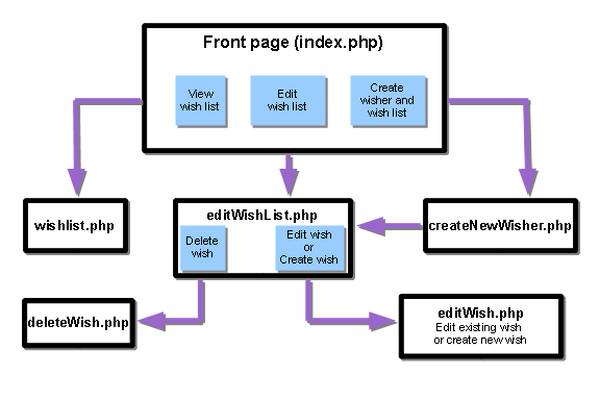 Front page (index.php)
View
wish list
Edit
wish list
Create
wisher and
wish list
wishlist.php
editWishList.php
Delete
wish
Edit wish
or
Create wish
createNewWisher.php
deleteWish.php
editWish.php
Edit existing wish
or create new wish